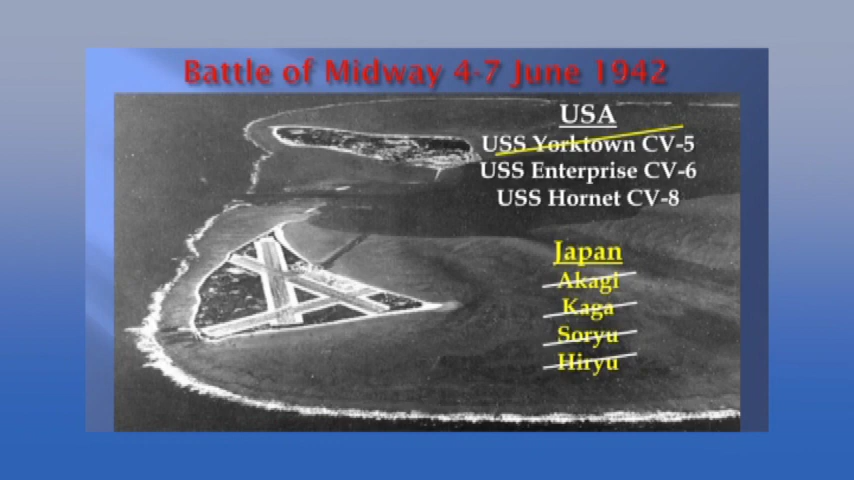 Battle of Midway 4-7 June 1942
USA
USS Yorktown CV-5
USS Enterprise CV-6
USS Hornet CV-8
Japan
Akagi
Kaga
Soryu
Hiryu